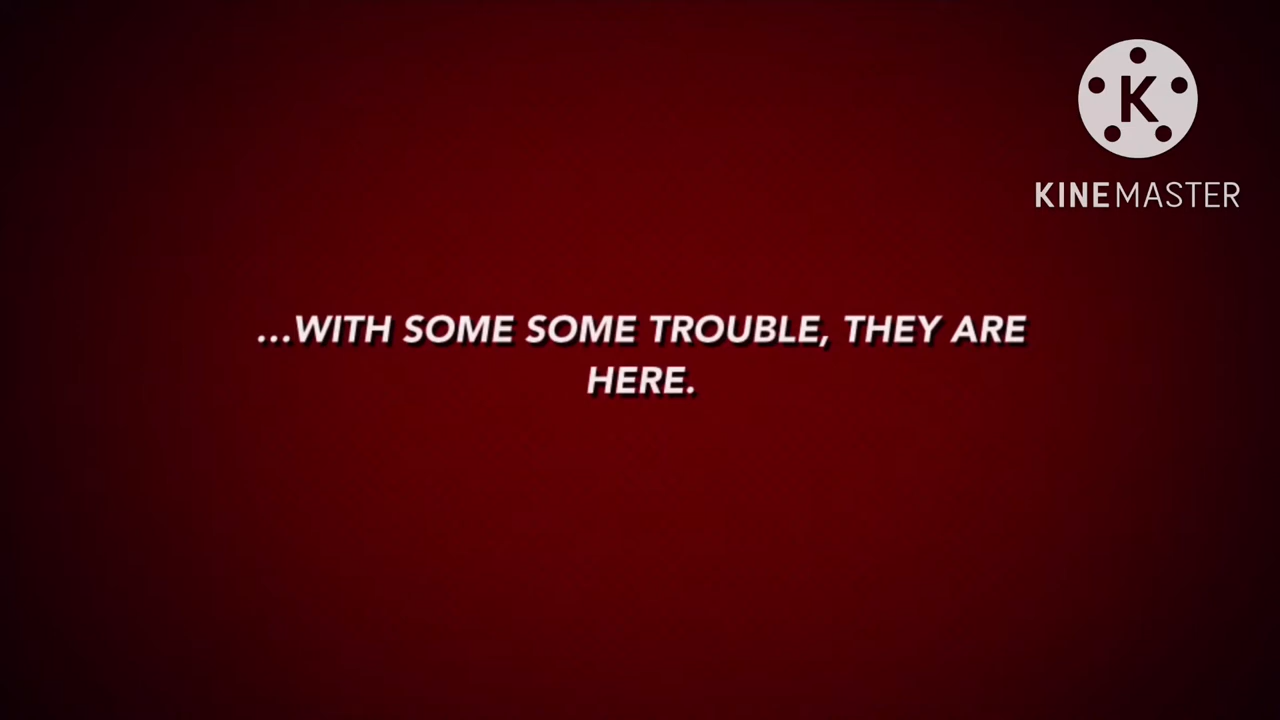 K
KINEMASTER
...WITH SOME SOME TROUBLE, THEY ARE
HERE.